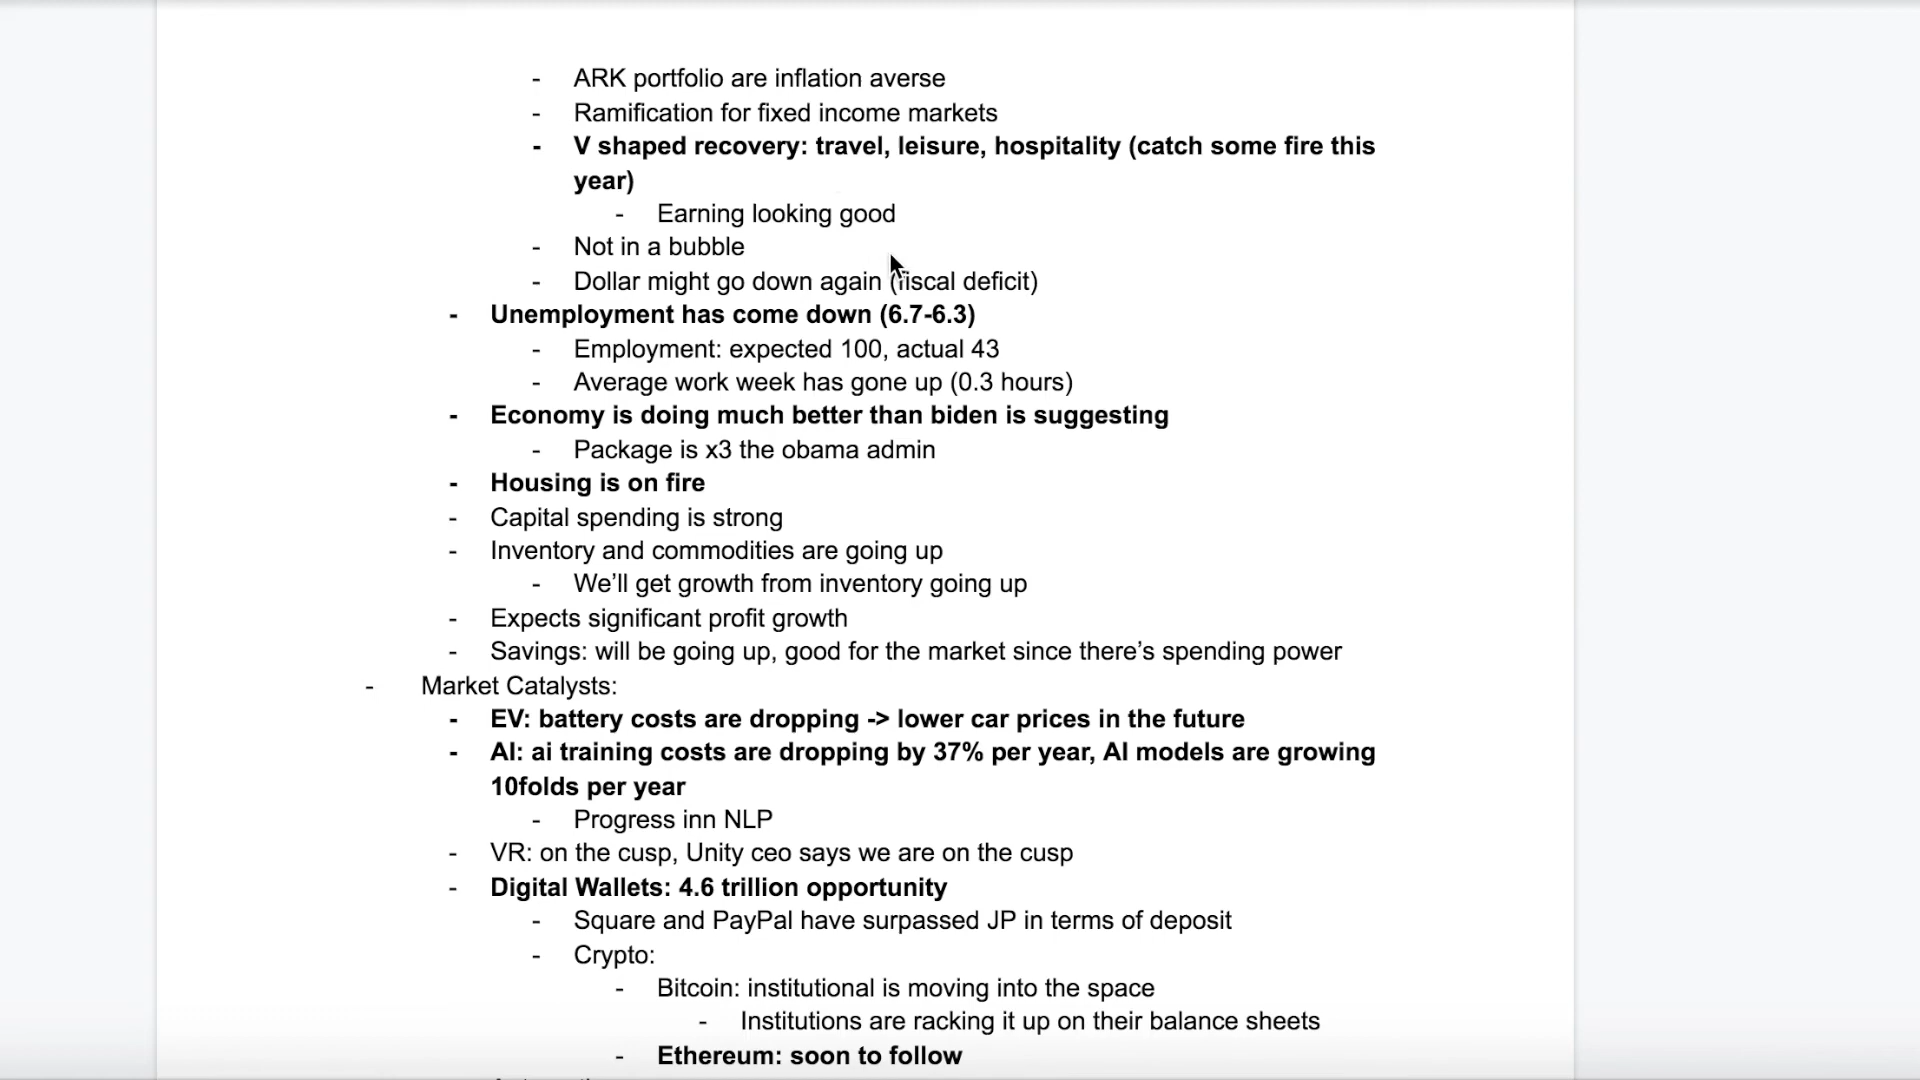 - ARK portfolio are inflation averse
- Ramification for fixed income markets
- V shaped recovery: travel, leisure, hospitality (catch some fire this
year)
- Earning looking good
- Not in a bubble
- Dollar might go down again (fiscal deficit)
- Unemployment has come down (6.7-6.3)
- Employment: expected 100, actual 43
- Average work week has gone up (0.3 hours)
- Economy is doing much better than biden is suggesting
- Package is x3 the obama admin
- Housing is on fire
- Capital spending is strong
- Inventory and commodities are going up
- We’ll get growth from inventory going up
- Expects significant profit growth
- Savings: will be going up, good for the market since there’s spending power
- Market Catalysts:
- EV: battery costs are dropping -> lower car prices in the future
- AI: ai training costs are dropping by 37% per year, AI models are growing
10folds per year
- Progress inn NLP
- VR: on the cusp, Unity ceo says we are on the cusp
- Digital Wallets: 4.6 trillion opportunity
- Square and PayPal have surpassed JP in terms of deposit
- Crypto:
- Bitcoin: institutional is moving into the space
- Institutions are racking it up on their balance sheets
- Ethereum: soon to follow